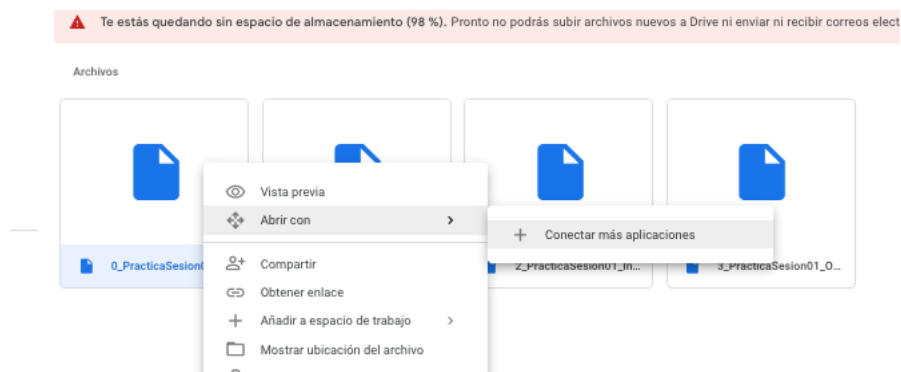 Te estás quedando sin espacio de almacenamiento (98 %). Pronto no podrás subir archivos nuevos a Drive ni enviar ni recibir correos elect
Archivos
Vista previa
Abrir con
Conectar más aplicaciones
0_PracticaSesion
2_PracticaSesion01_In...
3_PracticaSesion01_O...
Compartir
Obtener enlace
Añadir a espacio de trabajo
Mostrar ubicación del archivo